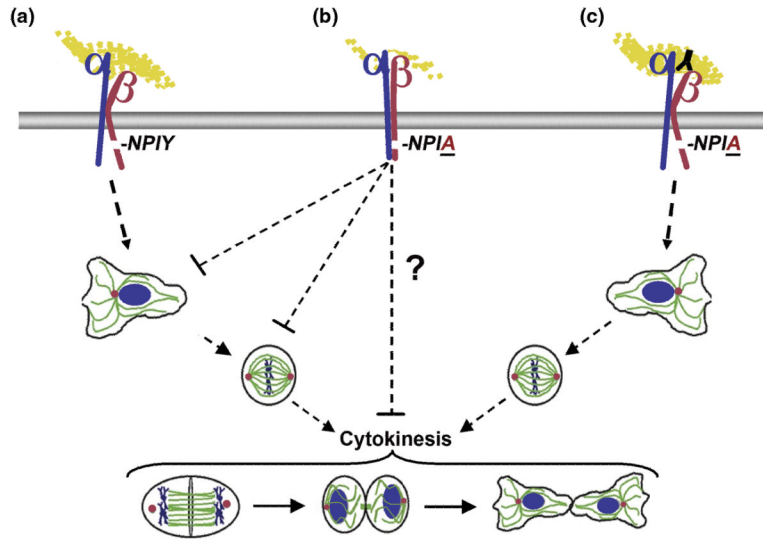 (a)
(b)
(c)
α
β
α
β
α
β
-NPIY
-NPIA
-NPIA
?
Cytokinesis